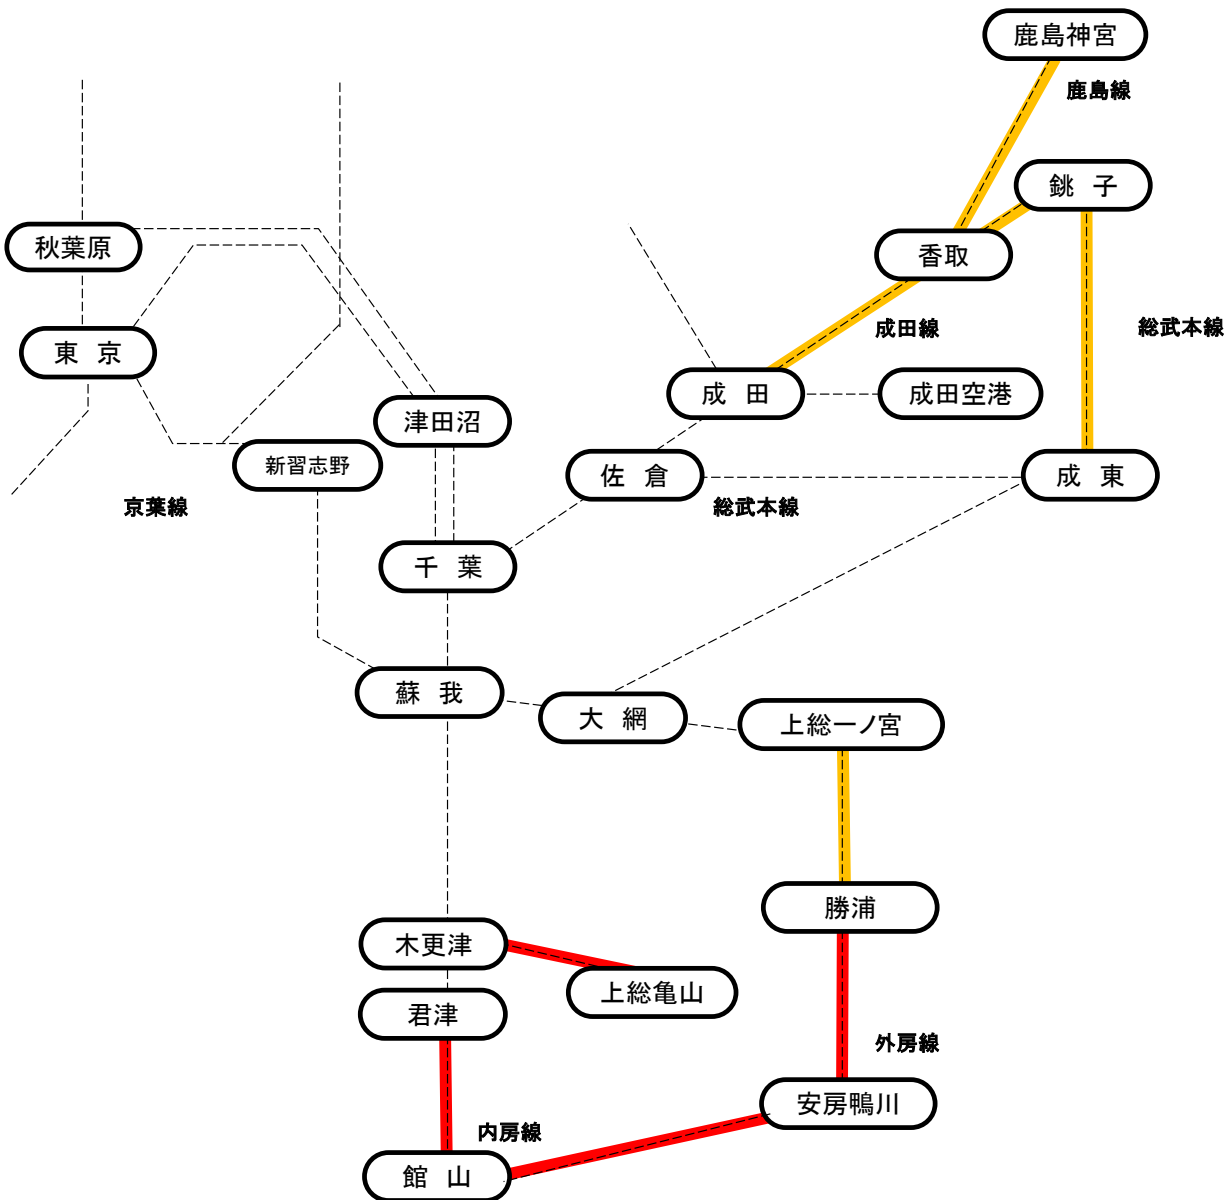 鹿島神宮
鹿島線
銚子
秋葉原
香取
東京
成田線
総武本線
成田
成田空港
津田沼
新習志野
佐倉
成東
京葉線
総武本線
千葉
蘇我
大網
上総一ノ宮
勝浦
木更津
上総亀山
君津
外房線
安房鴨川
内房線
館山